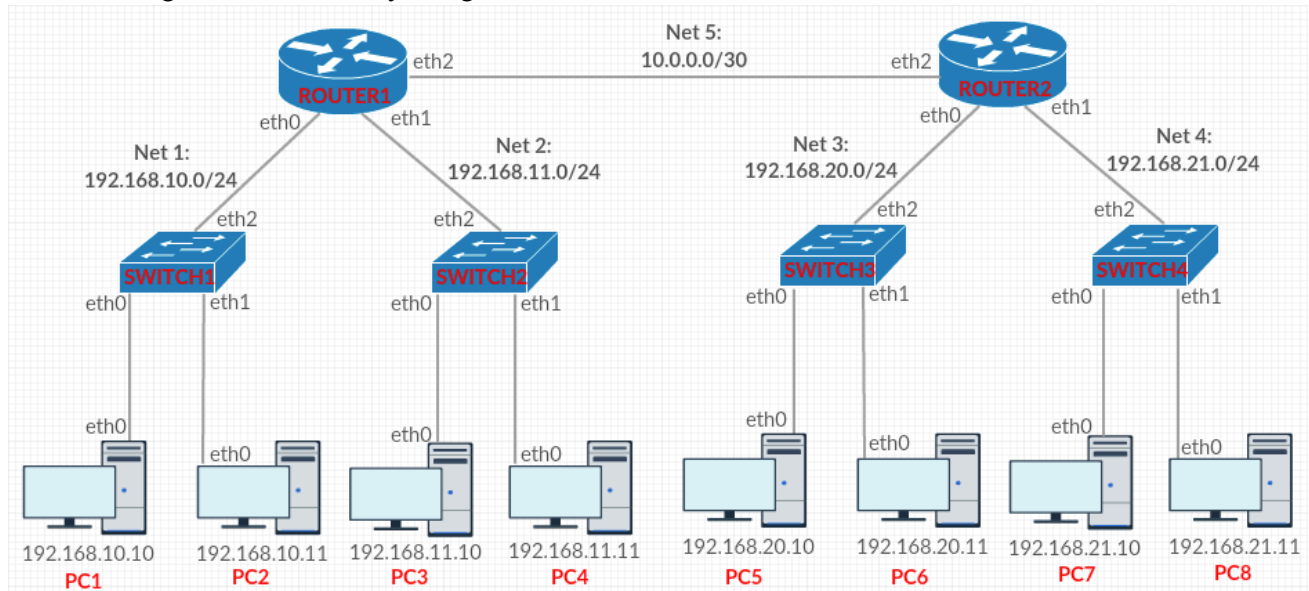 Net 5:
10.0.0.0/30
eth2
eth2
ROUTER1
ROUTER2
eth0
eth1
eth0
eth1
Net 1:
192.168.10.0/24
Net 2:
192.168.11.0/24
Net 3:
192.168.20.0/24
Net 4:
192.168.21.0/24
eth2
eth2
eth2
eth2
SWITCH1
SWITCH2
SWITCH3
SWITCH4
eth0
eth1
eth0
eth1
eth0
eth1
eth0
eth1
eth0
eth0
eth0
eth0
eth0
eth0
eth0
eth0
192.168.10.10
192.168.10.11
192.168.11.10
192.168.11.11
192.168.20.10
192.168.20.11
192.168.21.10
192.168.21.11
PC1
PC2
PC3
PC4
PC5
PC6
PC7
PC8